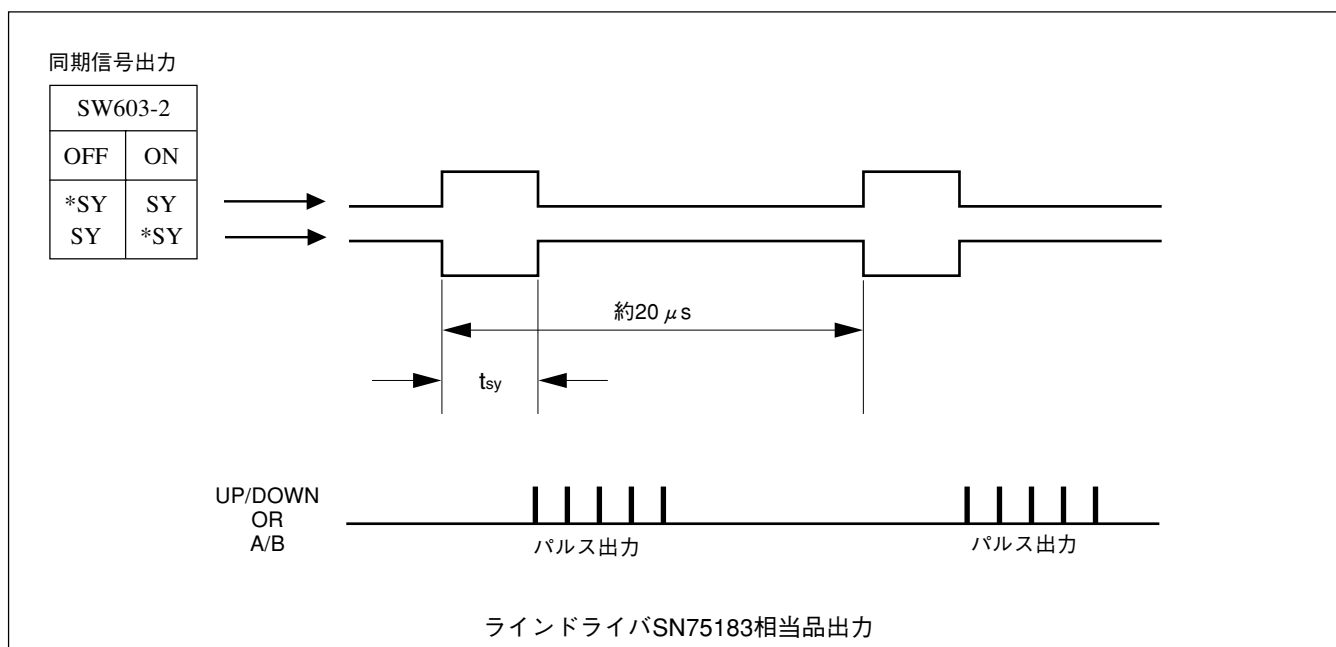 同期信号出力
SW603-2
OFF ON
*SY SY
SY *SY
約20 μs
tsy
UP/DOWN
OR
A/B
パルス出力 パルス出力
ラインドライバSN75183相当品出力